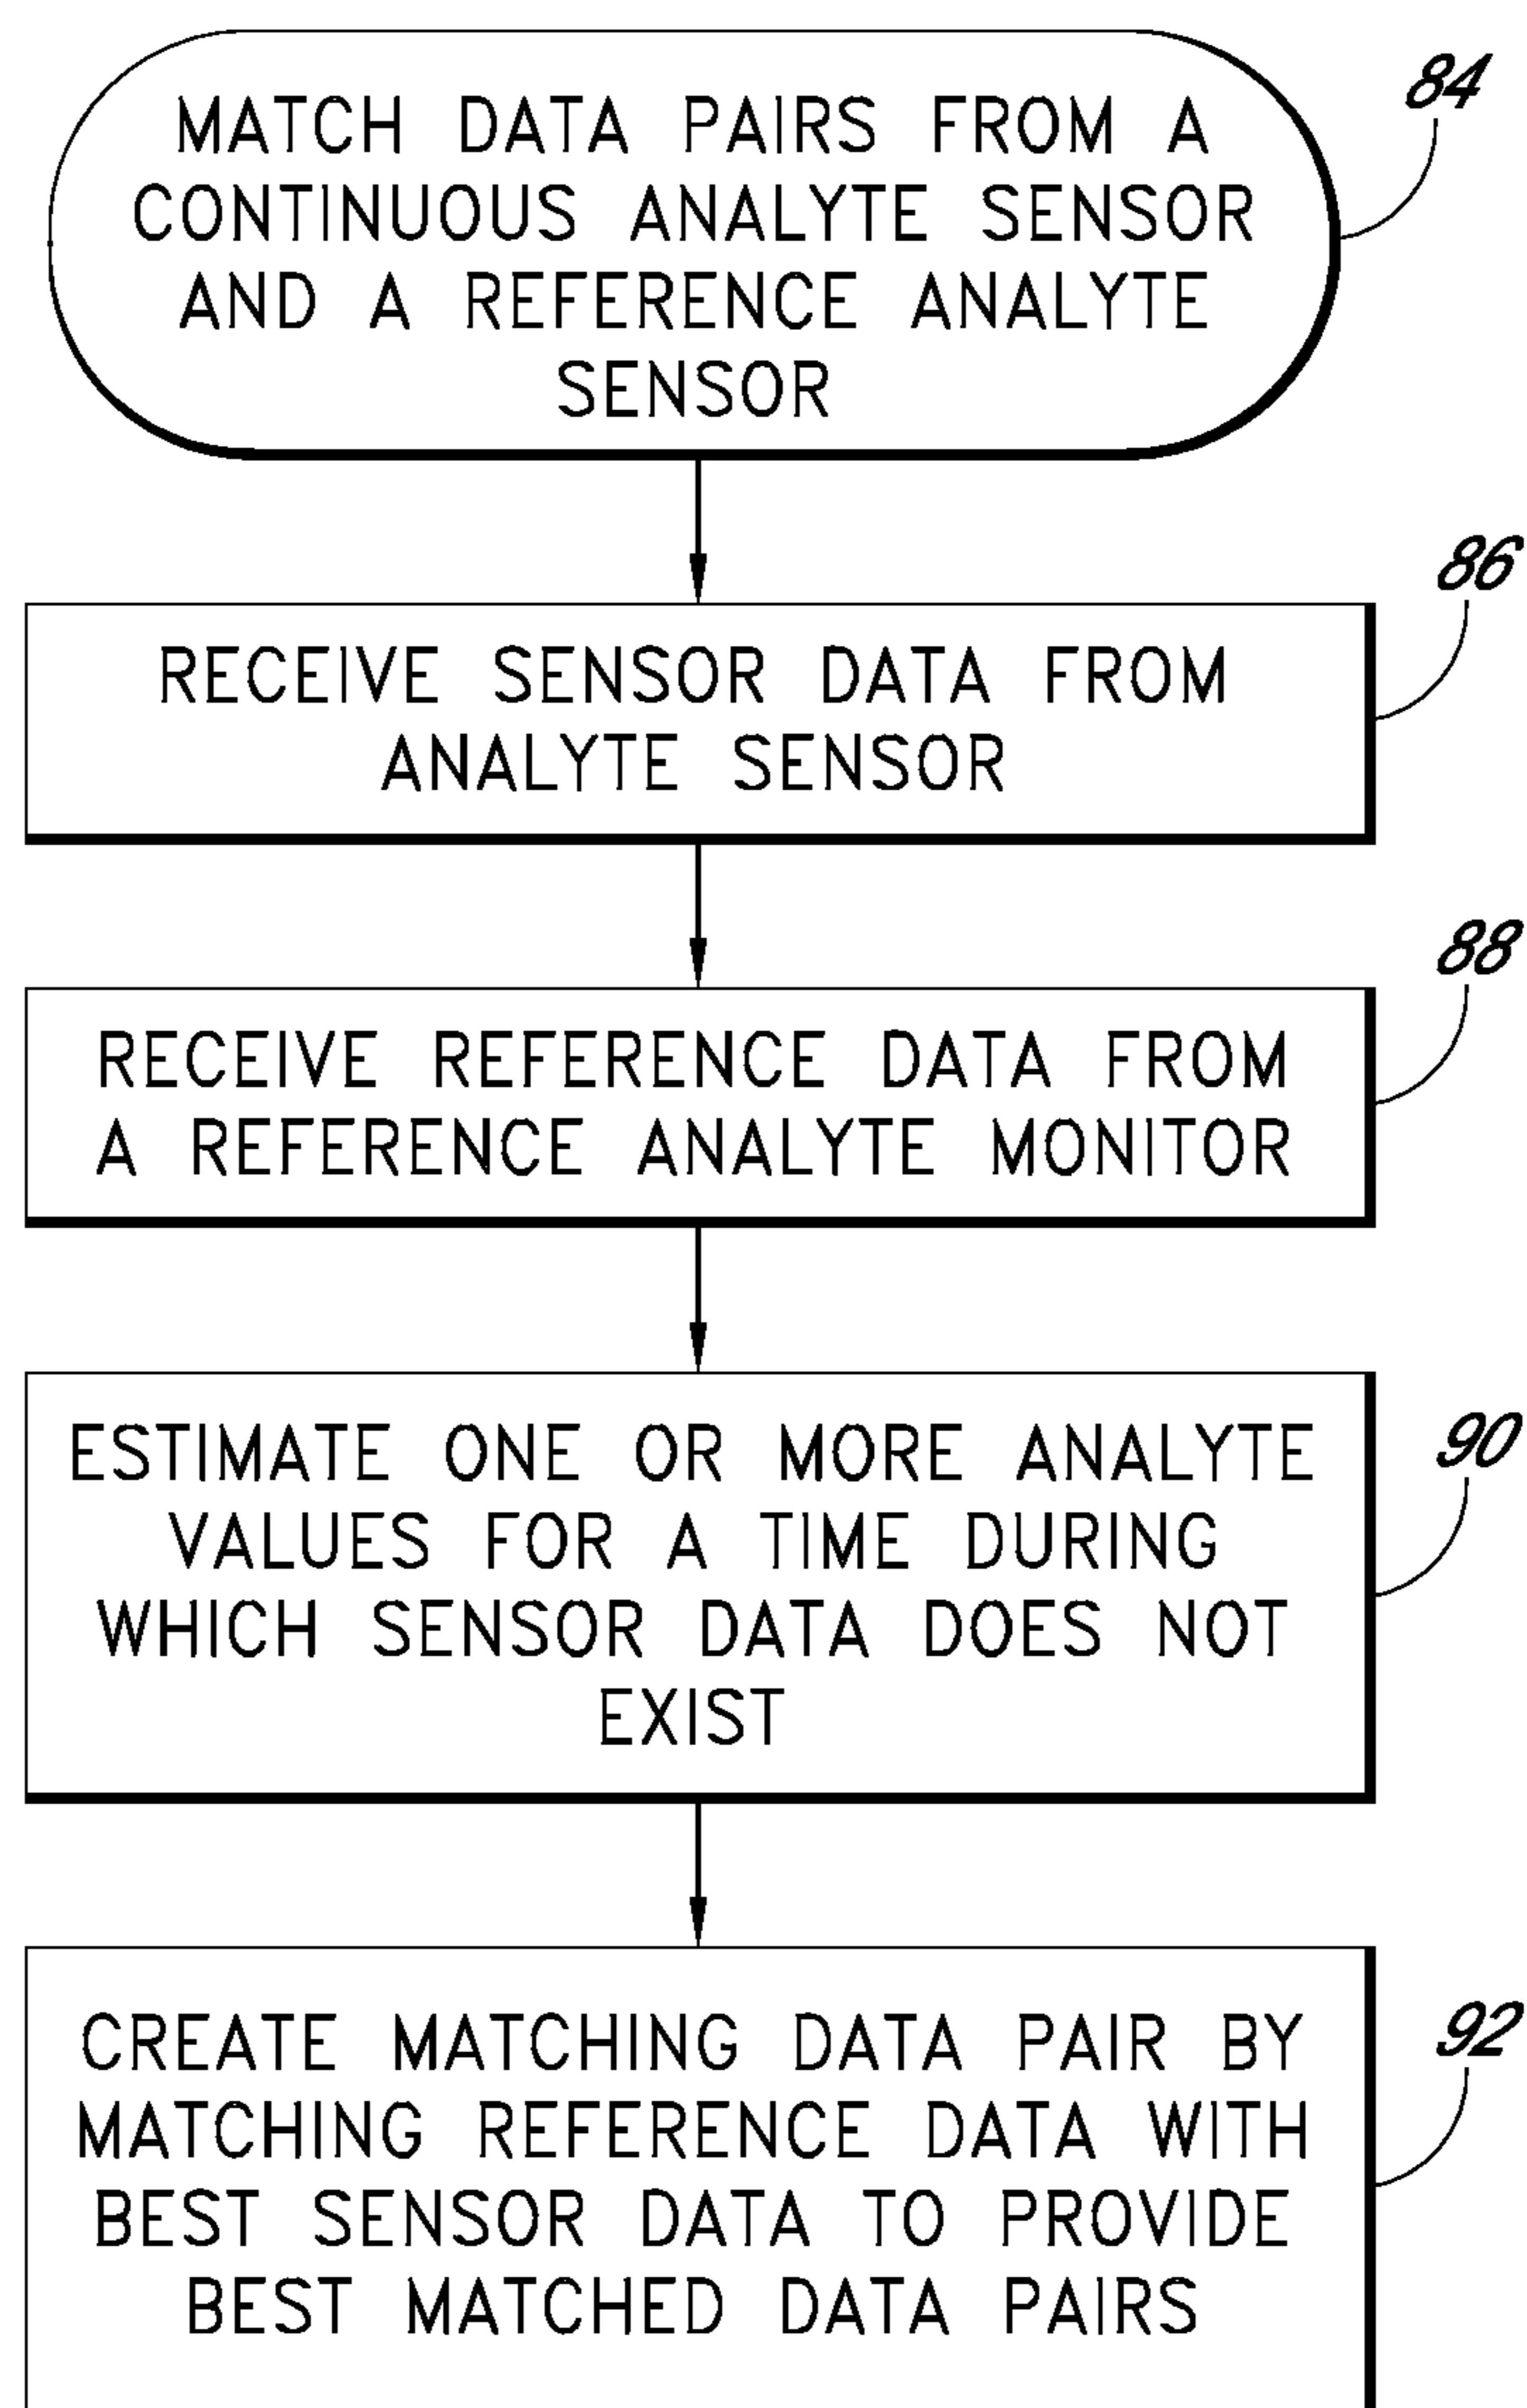 MATCH DATA PAIRS FROM A
CONTINUOUS ANALYTE SENSOR
AND A REFERENCE ANALYTE
SENSOR
84
RECEIVE SENSOR DATA FROM
ANALYTE SENSOR
86
RECEIVE REFERENCE DATA FROM
A REFERENCE ANALYTE MONITOR
88
ESTIMATE ONE OR MORE ANALYTE
VALUES FOR A TIME DURING
WHICH SENSOR DATA DOES NOT
EXIST
90
CREATE MATCHING DATA PAIR BY
MATCHING REFERENCE DATA WITH
BEST SENSOR DATA TO PROVIDE
BEST MATCHED DATA PAIRS
92